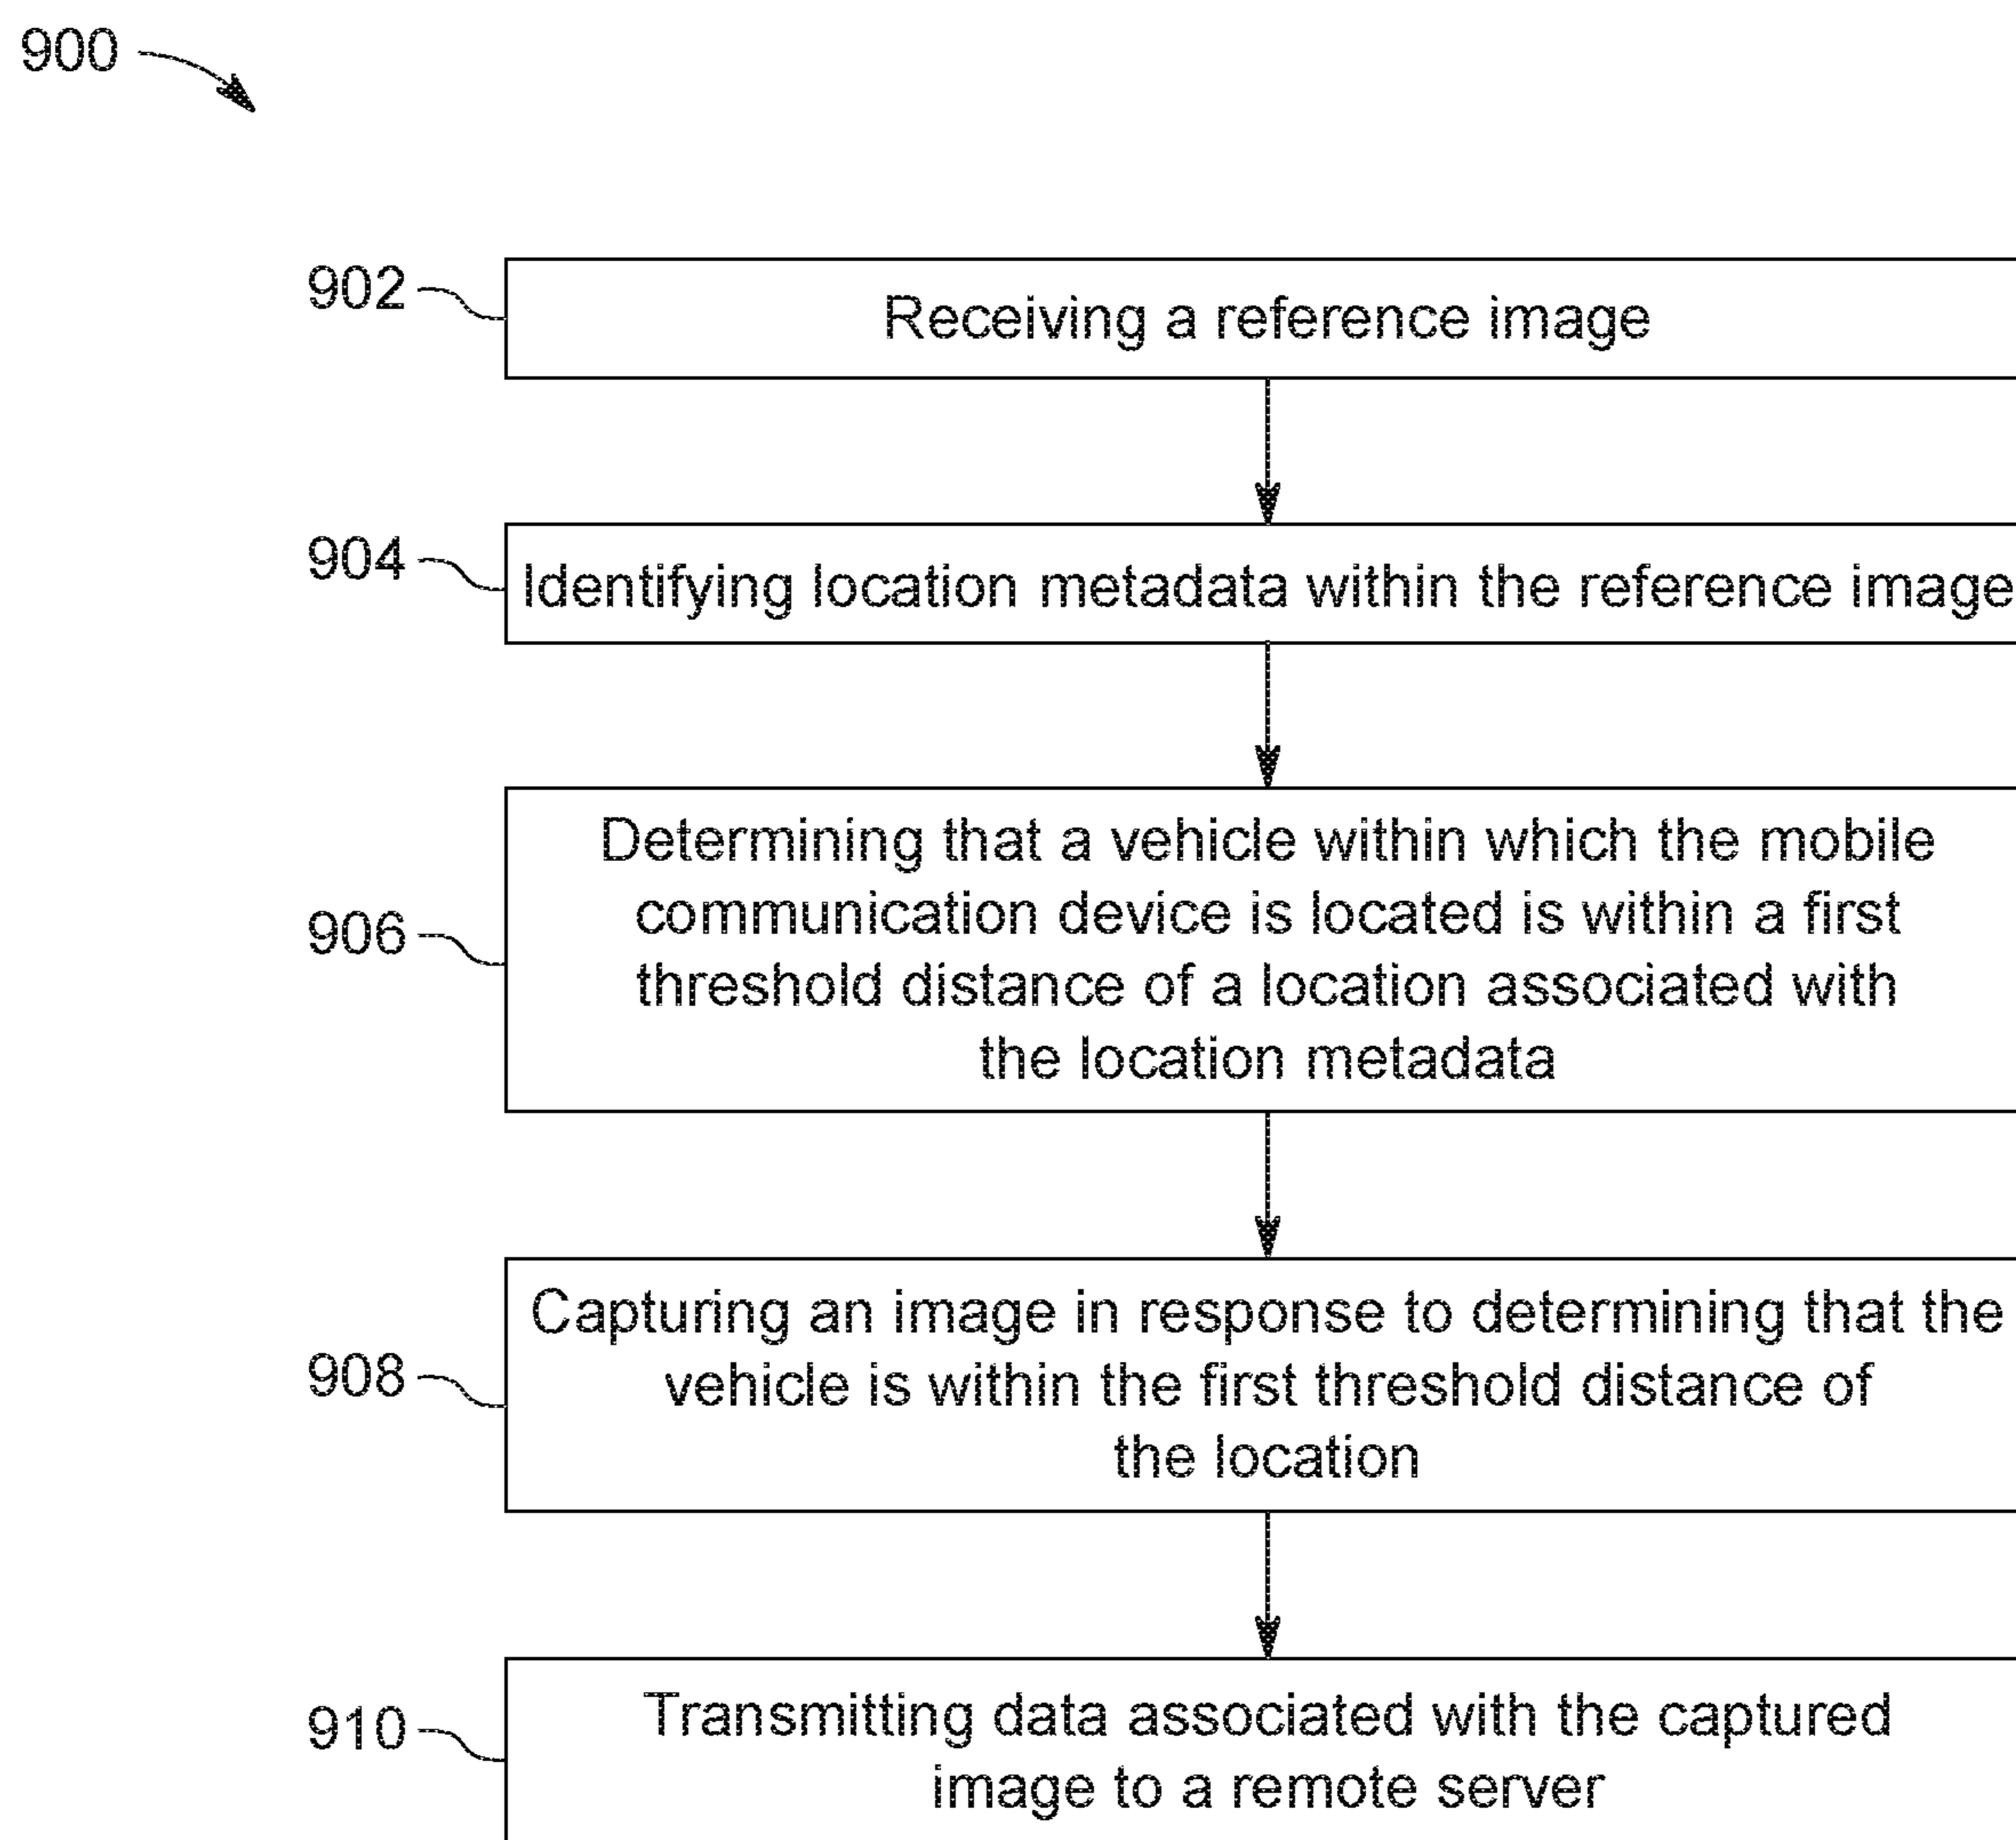 900
902
Receiving a reference image
904
Identifying location metadata within the reference image
906
Determining that a vehicle within which the mobile
communication device is located is within a first
threshold distance of a location associated with
the location metadata
908
Capturing an image in response to determining that the
vehicle is within the first threshold distance of
the location
910
Transmitting data associated with the captured
image to a remote server